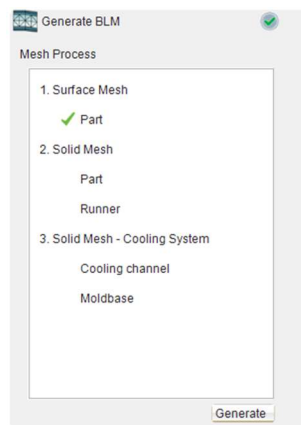 Generate BLM
Mesh Process
1. Surface Mesh
Part
2. Solid Mesh
Part
Runner
3. Solid Mesh - Cooling System
Cooling channel
Moldbase
Generate